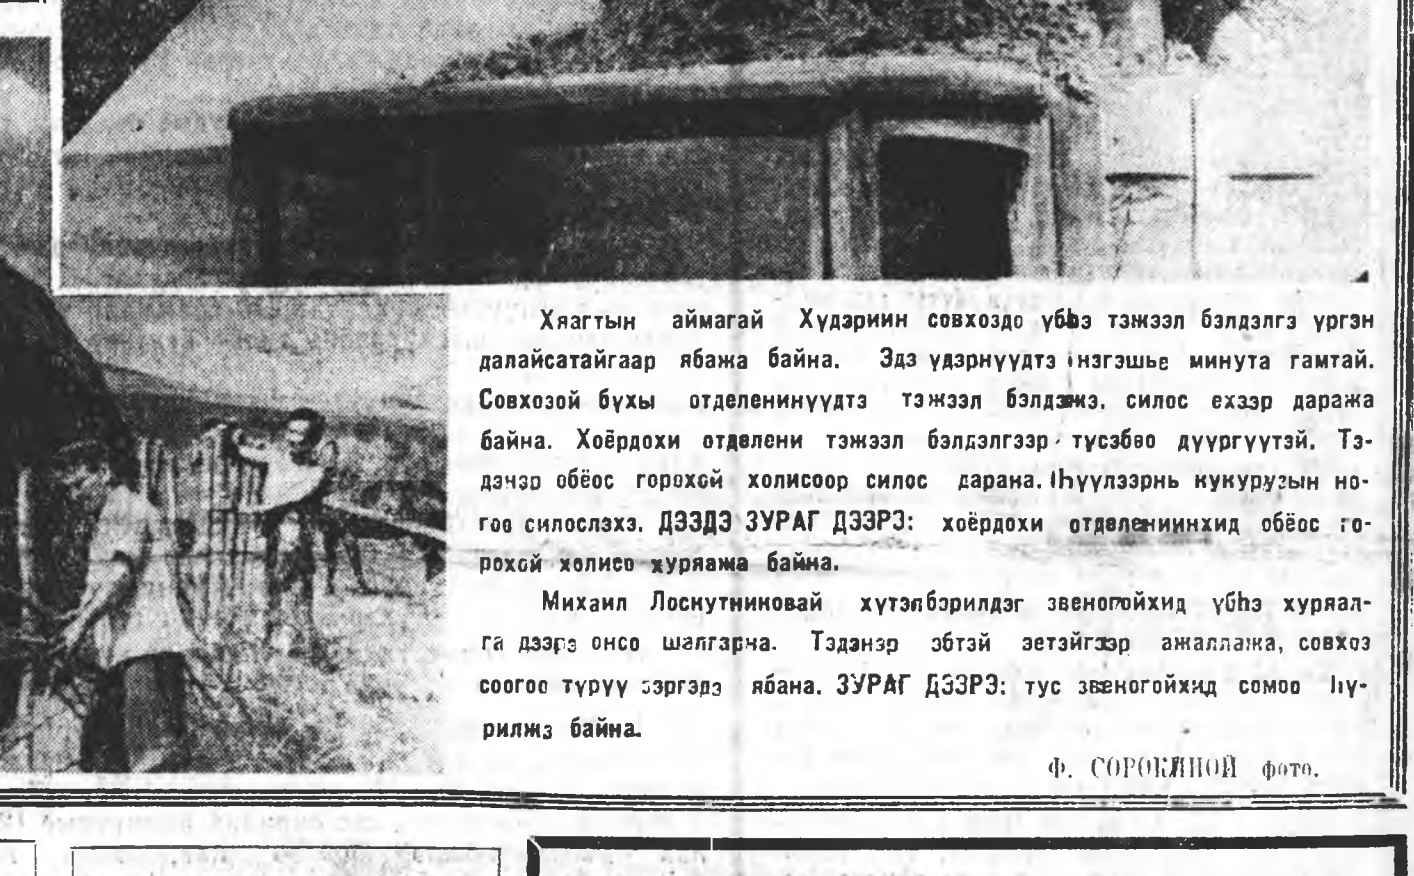 Хяагтын аймагай Хүдэриин совхоздо үбһэ тэжээл бэлдэлгэ үргэн
далайсатайгаар ябажа байна. Эдэ үдэрнүүдтэ нэгэшье минута гамтай.
Совхозой бүхы отделенинүүдтэ тэжээл бэлдэжэ, силос ехээр даража
байна. Хоёрдохи отделени тэжээл бэлдэлгээр түсэбөө дүүргүүтэй. Тэ-
дэнэр обёос горохой холисоор силос дарана. Һүүлээрнь кукурузын но-
гоо силослэхэ. ДЭЭДЭ ЗУРАГ ДЭЭРЭ: хоёрдохи отделениинхид обёос го-
рохой холисо хуряажа байна.
Михаил Лоскутниковай хүтэлбэрилдэг звеногойхид үбһэ хуряал-
га дээрэ онсо шалгарна. Тэдэнэр эбтэй эетэйгээр ажаллажа, совхоз
соогоо түрүү зэргэдэ ябана. ЗУРАГ ДЭЭРЭ: тус звеногойхид сомоо һү-
рилжэ байна.
Ф. СОРОКИНОЙ фото.